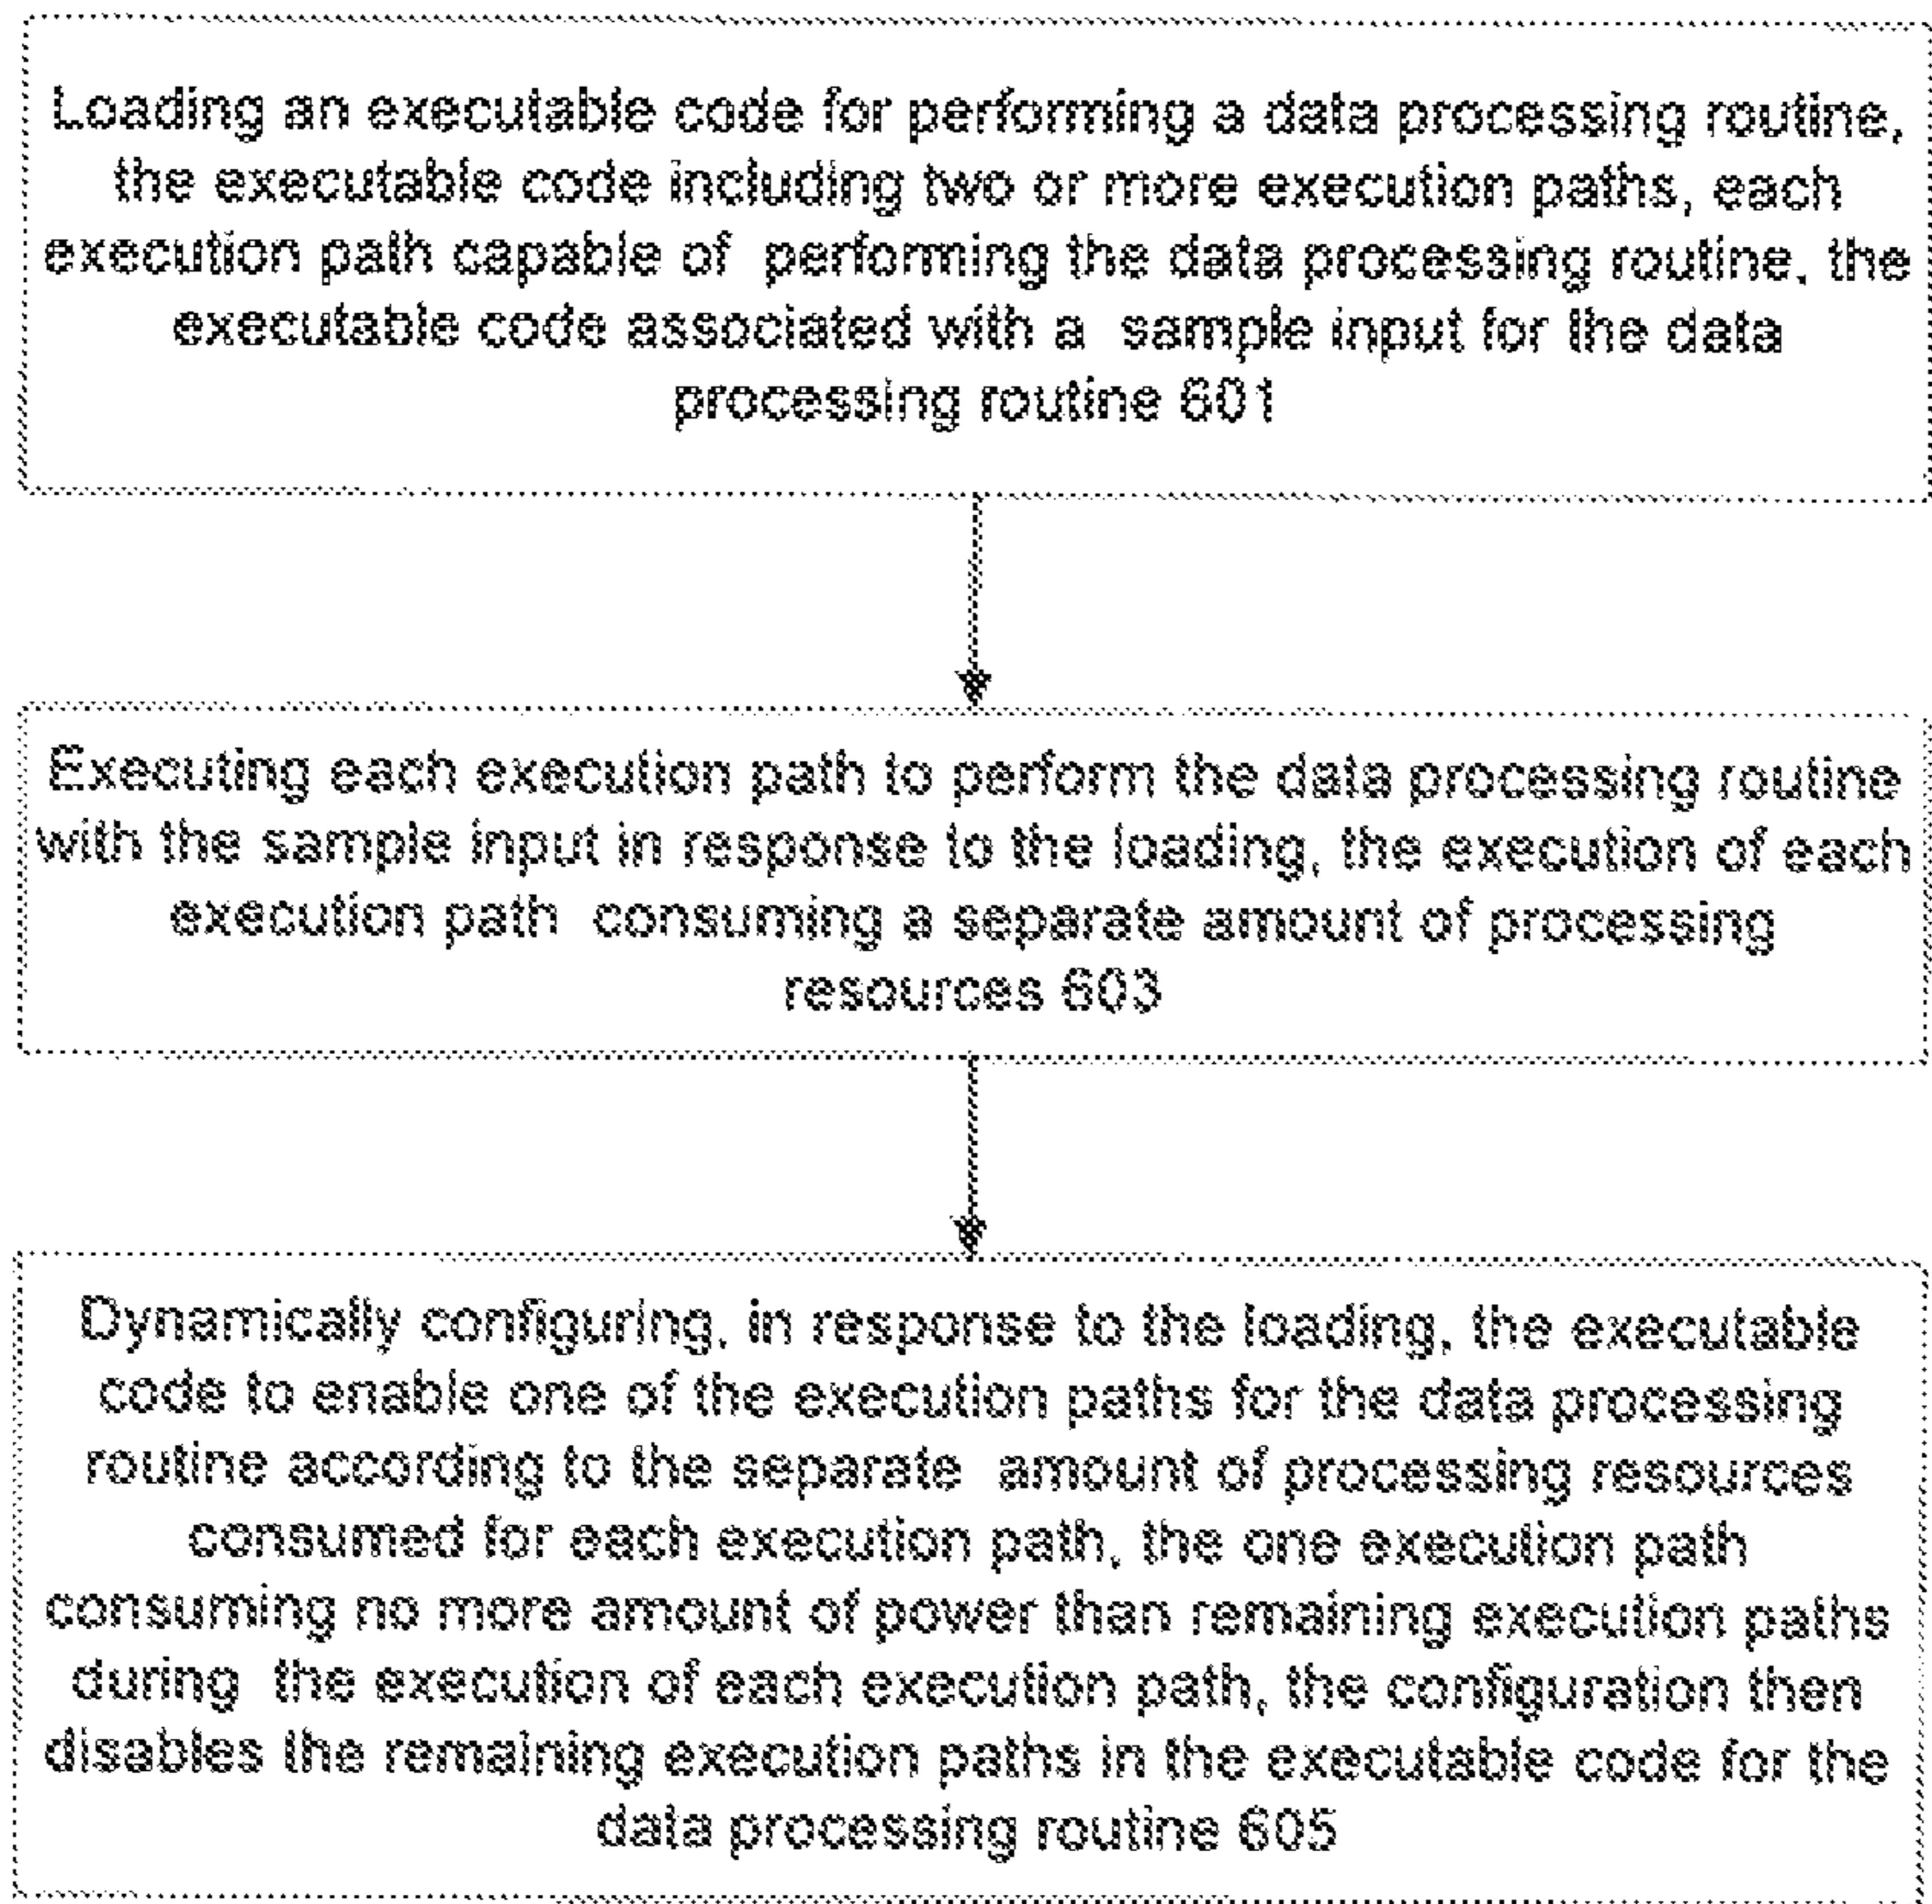 Loading an executable code for performing a data processing routine,
the executable code including two or more execution paths, each
execution path capable of performing the data processing routine, the
executable code associated with a sample input for the data
processing routine 601
Executing each execution path to perform the data processing routine
with the sample input in response to the loading, the execution of each
execution path consuming a separate amount of processing
resources 603
Dynamically configuring, in response to the loading, the executable
code to enable one of the execution paths for the data processing
routine according to the separate amount of processing resources
consumed for each execution path, the one execution path
consuming no more amount of power than remaining execution paths
during the execution of each execution path, the configuration then
disables the remaining execution paths in the executable code for the
data processing routine 605